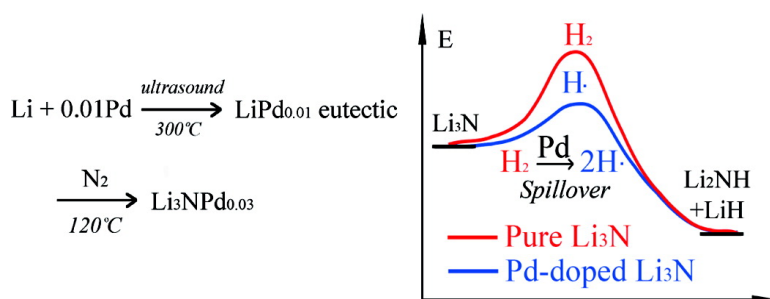 Li + 0.01Pd
ultrasound
300℃
LiPd0.01 eutectic
N2
120℃
Li3NPd0.03
E
H2
H·
Li3N
H2 Pd 2H·
Spillover
Li2NH
+LiH
Pure Li3N
Pd-doped Li3N